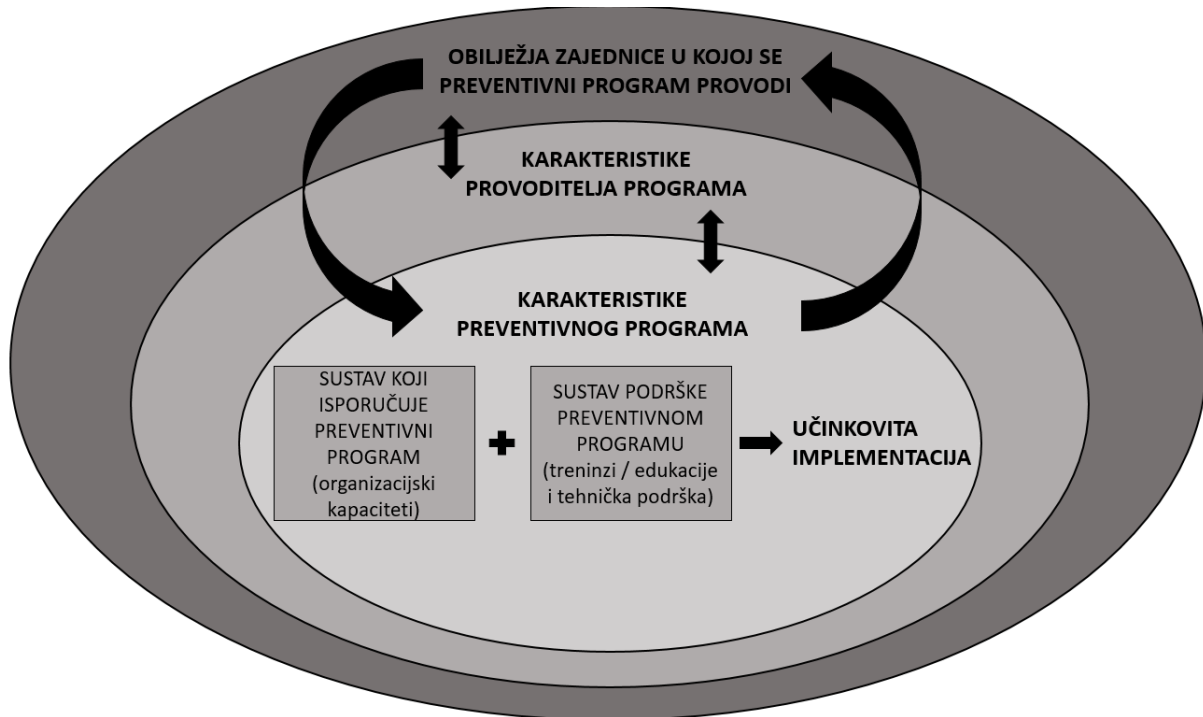 OBILJEŽJA ZAJEDNICE U KOJOJ SE
PREVENTIVNI PROGRAM PROVODI
KARAKTERISTIKE
PROVODITELJA PROGRAMA
KARAKTERISTIKE
PREVENTIVNOG PROGRAMA
SUSTAV KOJI
ISPORUČUJE
PREVENTIVNI
PROGRAM
(organizacijski
kapaciteti)
SUSTAV PODRŠKE
PREVENTIVNOM
PROGRAMU
(treninzi / edukacije
i tehnička podrška)
UČINKOVITA
IMPLEMENTACIJA